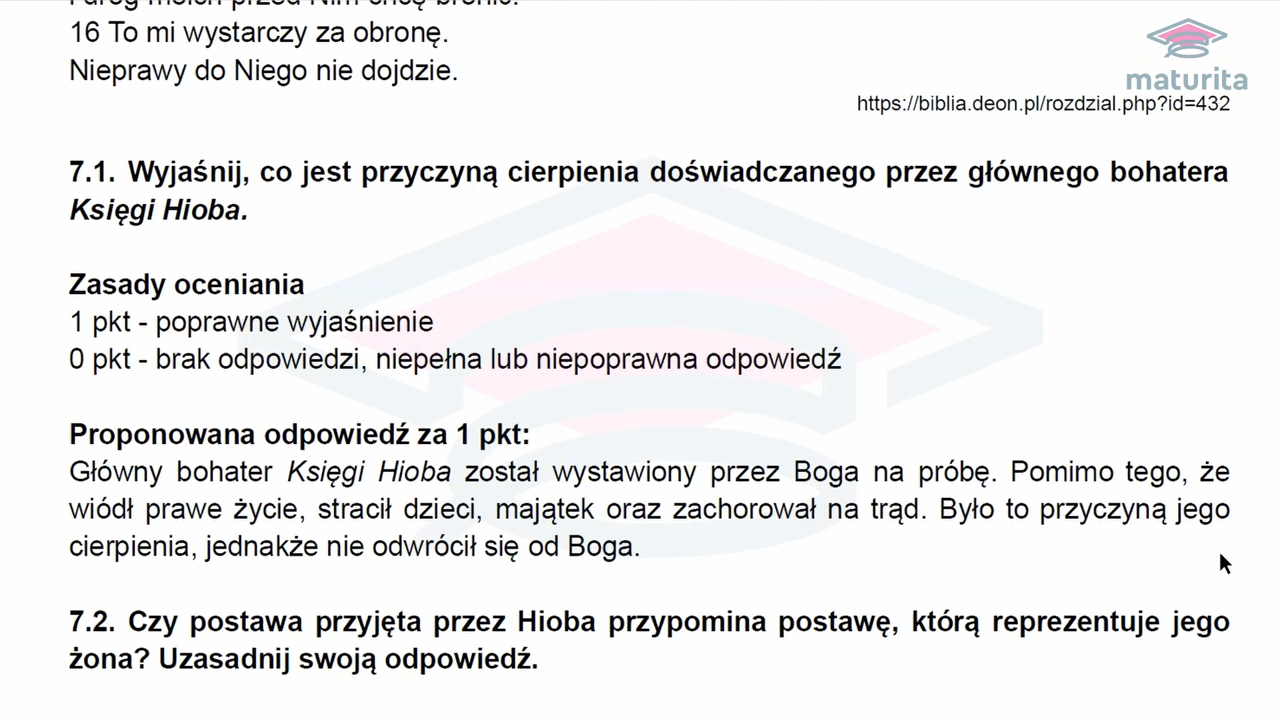 16 To mi wystarczy za obronę.
Nieprawy do Niego nie dojdzie.
maturita
https://biblia.deon.pl/rozdzial.php?id=432
7.1. Wyjaśnij, co jest przyczyną cierpienia doświadczanego przez głównego bohatera
Księgi Hioba.
Zasady oceniania
1 pkt - poprawne wyjaśnienie
0 pkt - brak odpowiedzi, niepełna lub niepoprawna odpowiedź
Proponowana odpowiedź za 1 pkt:
Główny bohater Księgi Hioba został wystawiony przez Boga na próbę. Pomimo tego, że
wiódł prawe życie, stracił dzieci, majątek oraz zachorował na trąd. Było to przyczyną jego
cierpienia, jednakże nie odwrócił się od Boga.
7.2. Czy postawa przyjęta przez Hioba przypomina postawę, którą reprezentuje jego
żona? Uzasadnij swoją odpowiedź.